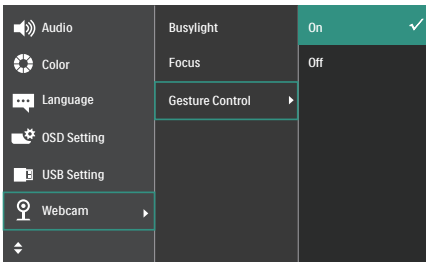 Audio
Color
Language
OSD Setting
USB Setting
Webcam
Busylight
Focus
Gesture Control
On
Off